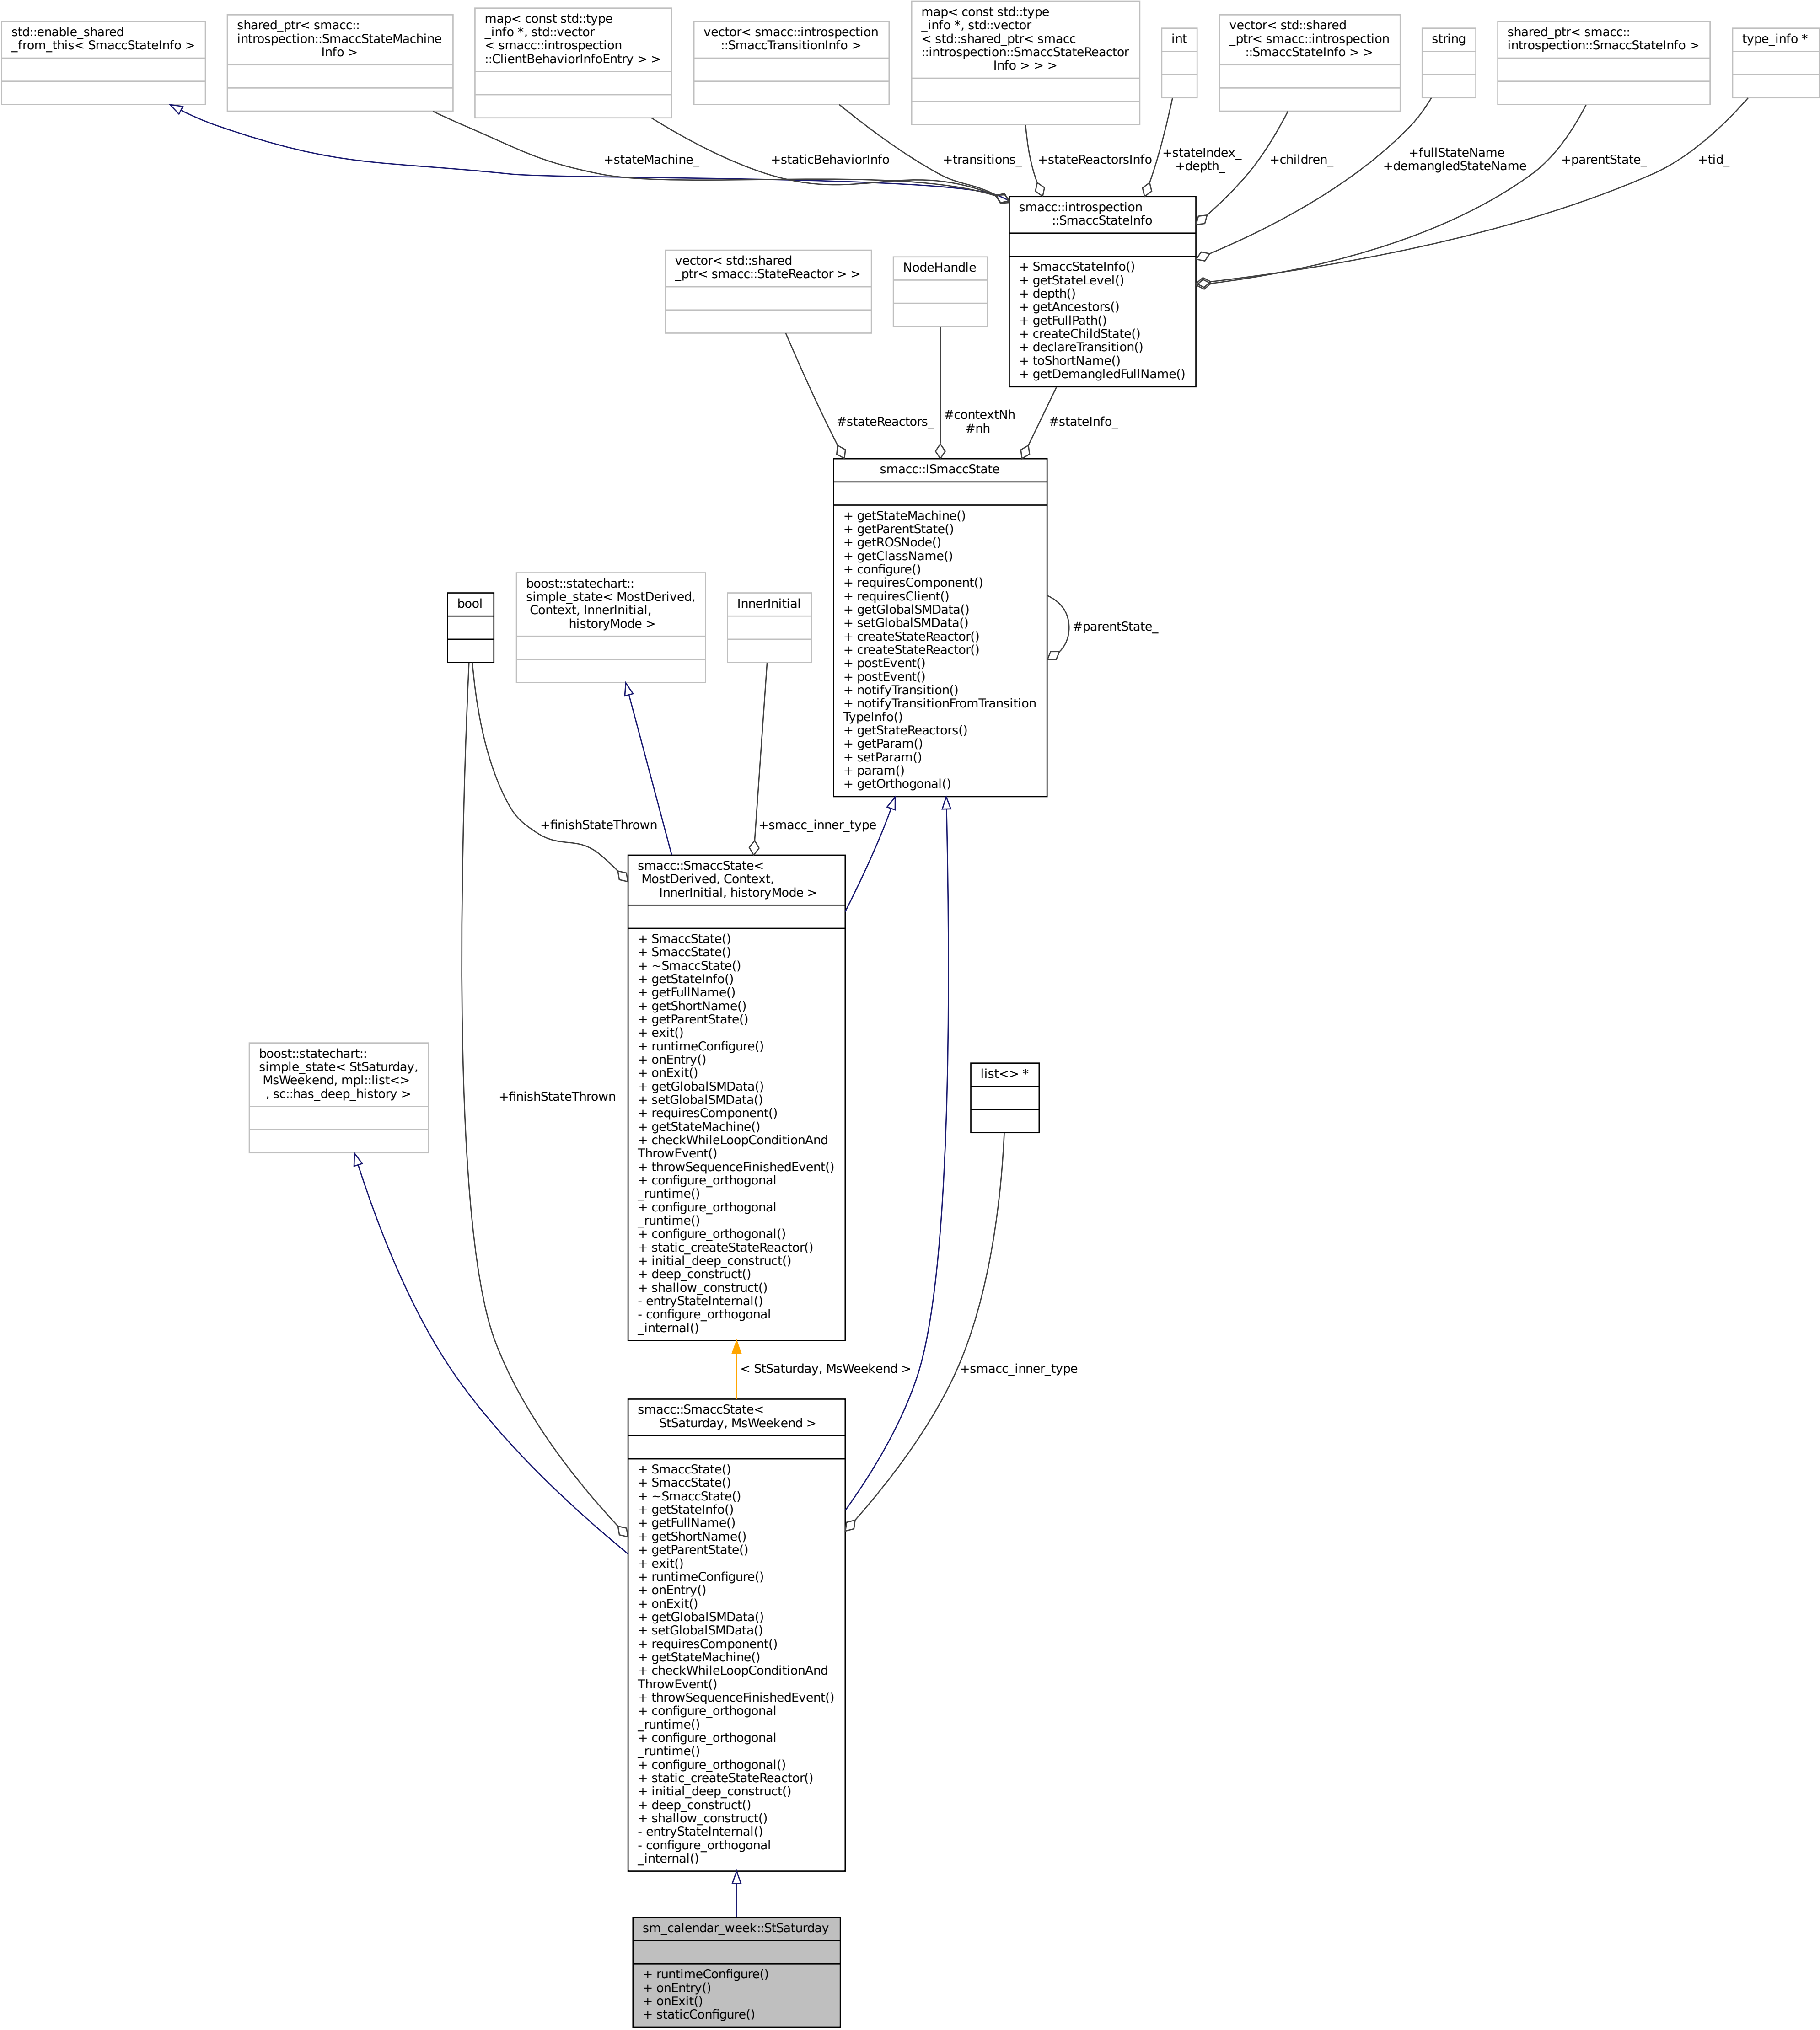 std::enable_shared
_from_this< SmaccStateInfo >
shared_ptr< smacc::
introspection::SmaccStateMachine
Info >
map< const std::type
_info *, std::vector
< smacc::introspection
::ClientBehaviorInfoEntry > >
vector< smacc::introspection
::SmaccTransitionInfo >
map< const std::type
_info *, std::vector
< std::shared_ptr< smacc
::introspection::SmaccStateReactor
Info > > >
int
vector< std::shared
_ptr< smacc::introspection
::SmaccStateInfo > >
string
shared_ptr< smacc::
introspection::SmaccStateInfo >
type_info *
+stateMachine_
+staticBehaviorInfo
+transitions_
+stateReactorsInfo
+stateIndex_
+depth_
+children_
+fullStateName
+demangledStateName
+parentState_
+tid_
smacc::introspection
::SmaccStateInfo
+ SmaccStateInfo()
+ getStateLevel()
+ depth()
+ getAncestors()
+ getFullPath()
+ createChildState()
+ declareTransition()
+ toShortName()
+ getDemangledFullName()
vector< std::shared
_ptr< smacc::StateReactor > >
NodeHandle
#stateReactors_
#contextNh
#nh
#stateInfo_
smacc::ISmaccState
+ getStateMachine()
+ getParentState()
+ getROSNode()
+ getClassName()
+ configure()
+ requiresComponent()
+ requiresClient()
+ getGlobalSMData()
+ setGlobalSMData()
+ createStateReactor()
+ createStateReactor()
+ postEvent()
+ postEvent()
+ notifyTransition()
+ notifyTransitionFromTransition
TypeInfo()
+ getStateReactors()
+ getParam()
+ setParam()
+ param()
+ getOrthogonal()
#parentState_
bool
boost::statechart::
simple_state< MostDerived,
Context, InnerInitial,
historyMode >
InnerInitial
+finishStateThrown
+smacc_inner_type
smacc::SmaccState<
MostDerived, Context,
InnerInitial, historyMode >
+ SmaccState()
+ SmaccState()
+ ~SmaccState()
+ getStateInfo()
+ getFullName()
+ getShortName()
+ getParentState()
+ exit()
+ runtimeConfigure()
+ onEntry()
+ onExit()
+ getGlobalSMData()
+ setGlobalSMData()
+ requiresComponent()
+ getStateMachine()
+ checkWhileLoopConditionAnd
ThrowEvent()
+ throwSequenceFinishedEvent()
+ configure_orthogonal
_runtime()
+ configure_orthogonal
_runtime()
+ configure_orthogonal()
+ static_createStateReactor()
+ initial_deep_construct()
+ deep_construct()
+ shallow_construct()
- entryStateInternal()
- configure_orthogonal
_internal()
boost::statechart::
simple_state< StSaturday,
MsWeekend, mpl::list<>
, sc::has_deep_history >
+finishStateThrown
list<> *
< StSaturday, MsWeekend >
+smacc_inner_type
smacc::SmaccState<
StSaturday, MsWeekend >
+ SmaccState()
+ SmaccState()
+ ~SmaccState()
+ getStateInfo()
+ getFullName()
+ getShortName()
+ getParentState()
+ exit()
+ runtimeConfigure()
+ onEntry()
+ onExit()
+ getGlobalSMData()
+ setGlobalSMData()
+ requiresComponent()
+ getStateMachine()
+ checkWhileLoopConditionAnd
ThrowEvent()
+ throwSequenceFinishedEvent()
+ configure_orthogonal
_runtime()
+ configure_orthogonal
_runtime()
+ configure_orthogonal()
+ static_createStateReactor()
+ initial_deep_construct()
+ deep_construct()
+ shallow_construct()
- entryStateInternal()
- configure_orthogonal
_internal()
sm_calendar_week::StSaturday
+ runtimeConfigure()
+ onEntry()
+ onExit()
+ staticConfigure()